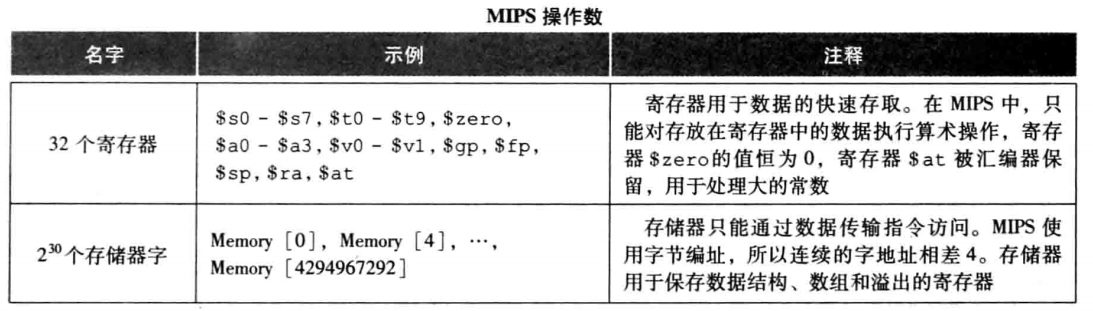 MIPS 操作数
名字 示例 注释
32 个寄存器
$s0 - $s7, $t0 - $t9, $zero,
$a0 - $a3, $v0 - $v1, $gp, $fp,
$sp, $ra, $at
寄存器用于数据的快速存取。在 MIPS 中，只
能对存放在寄存器中的数据执行算术操作，寄存
器 $zero的值恒为 0，寄存器 $at 被汇编器保
留，用于处理大的常数
2³⁰个存储器字
Memory [0], Memory [4], …,
Memory [4294967292]
存储器只能通过数据传输指令访问。MIPS 使
用字节编址，所以连续的字地址相差 4。存储器
用于保存数据结构、数组和溢出的寄存器